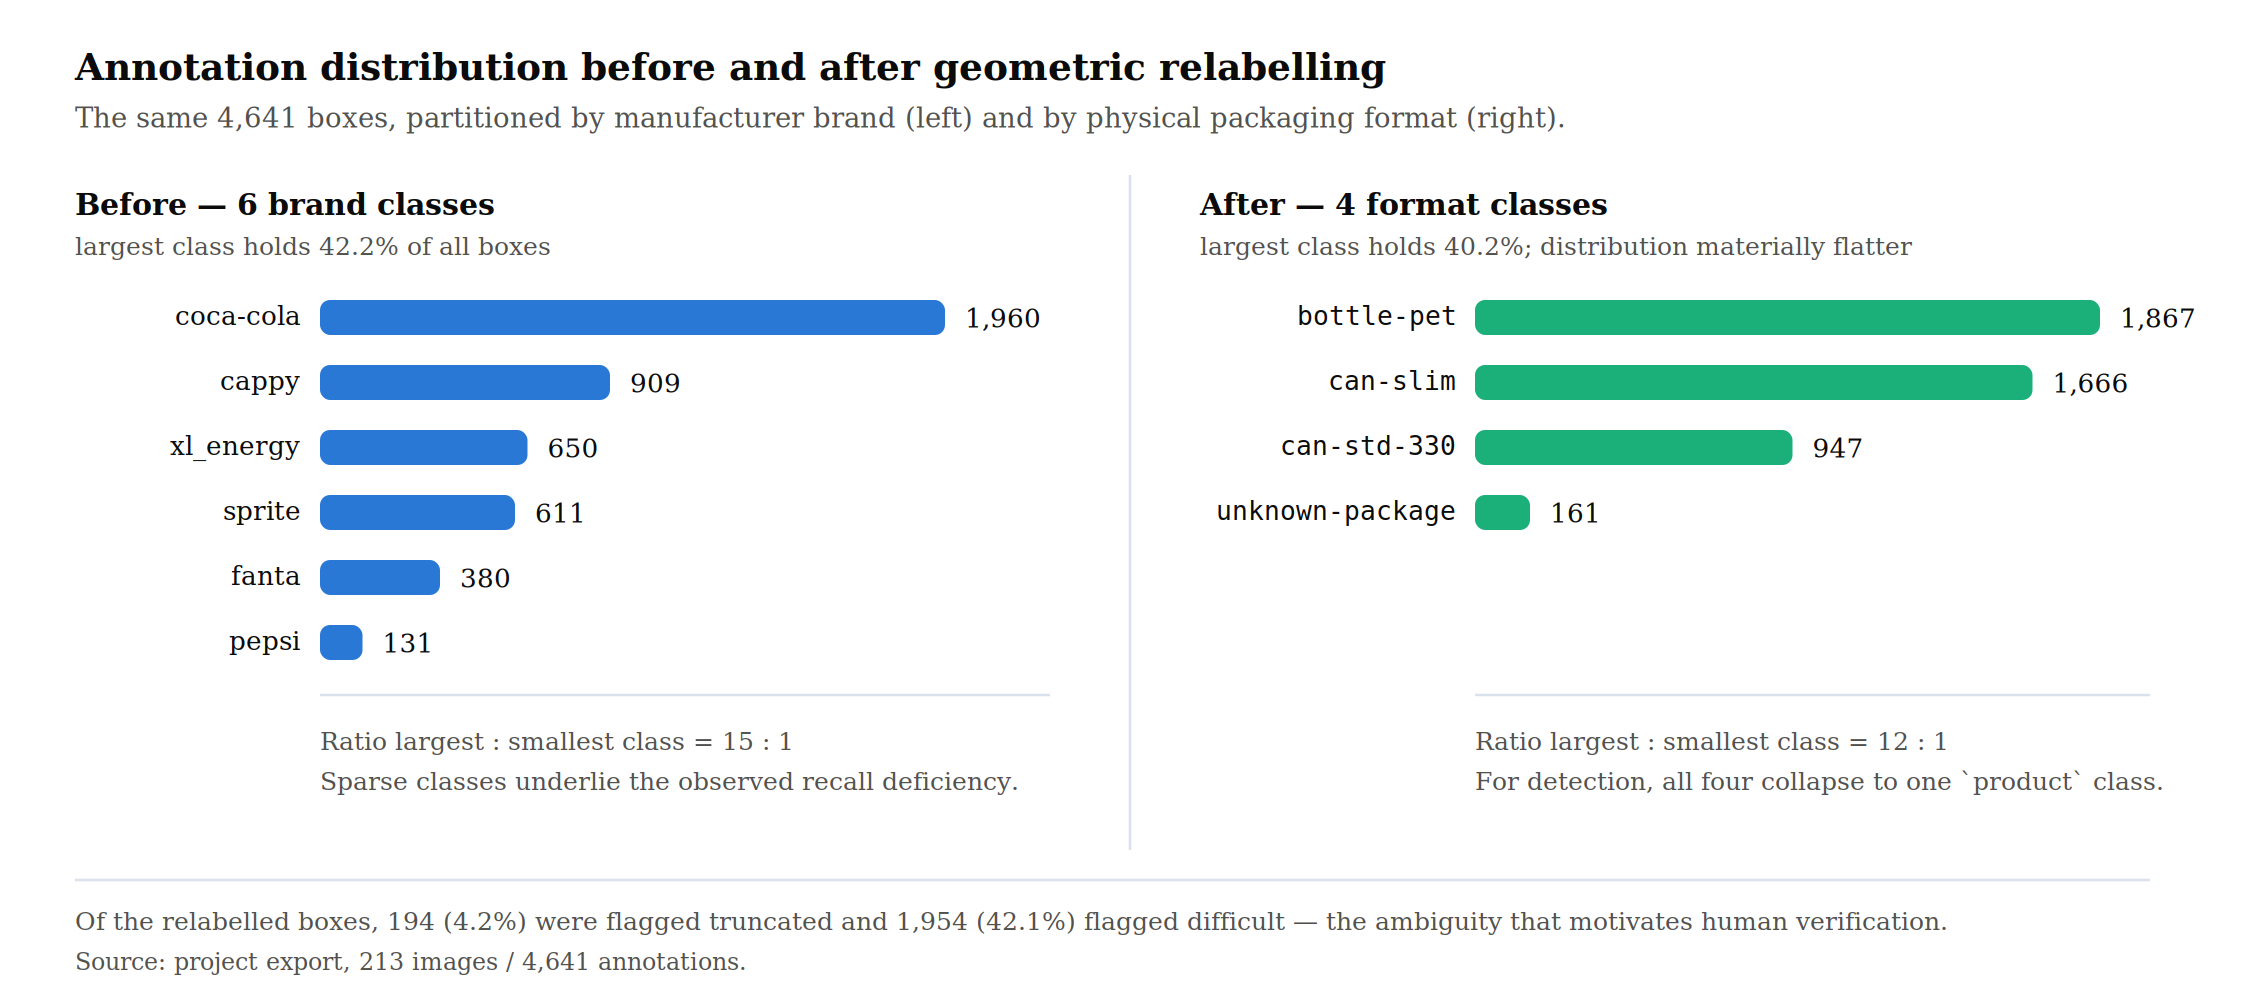 Annotation distribution before and after geometric relabelling
The same 4,641 boxes, partitioned by manufacturer brand (left) and by physical packaging format (right).
Before — 6 brand classes
largest class holds 42.2% of all boxes
coca-cola 1,960
cappy 909
xl_energy 650
sprite 611
fanta 380
pepsi 131
Ratio largest : smallest class = 15 : 1
Sparse classes underlie the observed recall deficiency.
After — 4 format classes
largest class holds 40.2%; distribution materially flatter
bottle-pet 1,867
can-slim 1,666
can-std-330 947
unknown-package 161
Ratio largest : smallest class = 12 : 1
For detection, all four collapse to one `product` class.
Of the relabelled boxes, 194 (4.2%) were flagged truncated and 1,954 (42.1%) flagged difficult — the ambiguity that motivates human verification.
Source: project export, 213 images / 4,641 annotations.